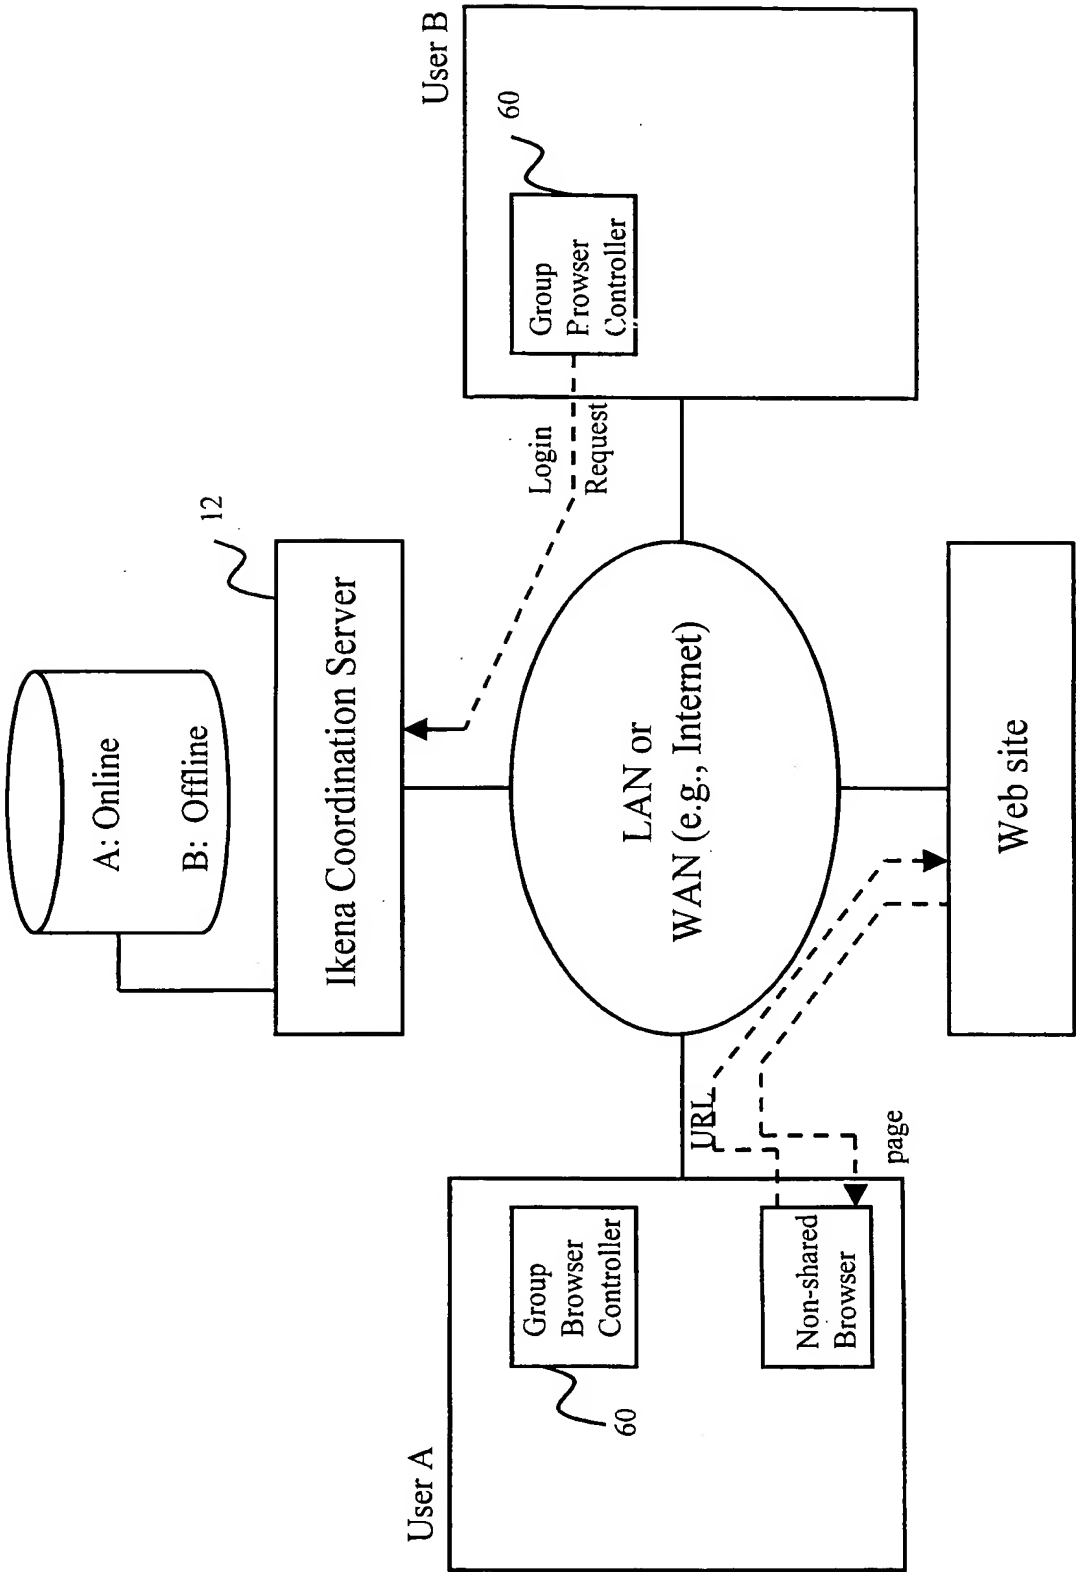 A: Online
B: Offline
12
Ikena Coordination Server
User A
Group
Browser
Controller
60
Non-shared
Browser
URL
page
LAN or
WAN (e.g., Internet)
Login
Request
User B
Group
Prowser
Controller
60
Web site